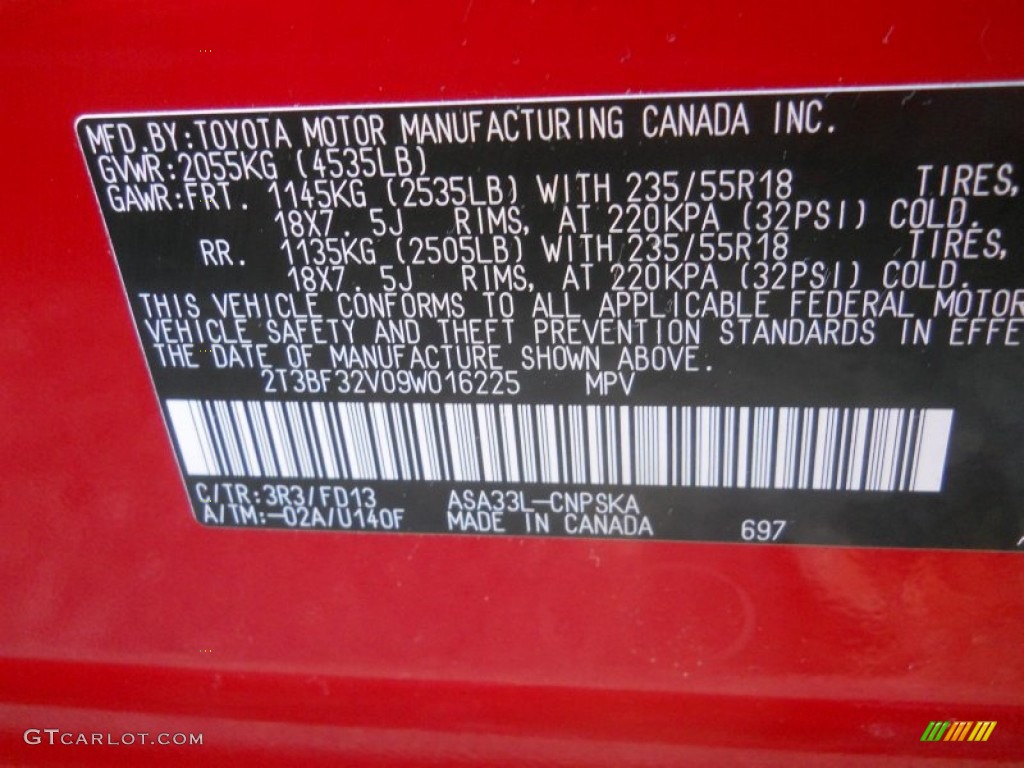 MFD.BY:TOYOTA MOTOR MANUFACTURING CANADA INC.
GVWR:2055KG (4535LB)
GAWR:FRT. 1145KG (2535LB) WITH 235/55R18 TIRES,
18X7.5J RIMS, AT 220KPA (32PSI) COLD.
RR. 1135KG (2505LB) WITH 235/55R18 TIRES,
18X7.5J RIMS, AT 220KPA (32PSI) COLD.
THIS VEHICLE CONFORMS TO ALL APPLICABLE FEDERAL MOTOR
VEHICLE SAFETY AND THEFT PREVENTION STANDARDS IN EFFE
THE DATE OF MANUFACTURE SHOWN ABOVE.
2T3BF32V09W016225 MPV
C/TR:3R3/FD13 ASA33L-CNPSKA
A/TM:-02A/U140F MADE IN CANADA 697
GTCARLOT.COM